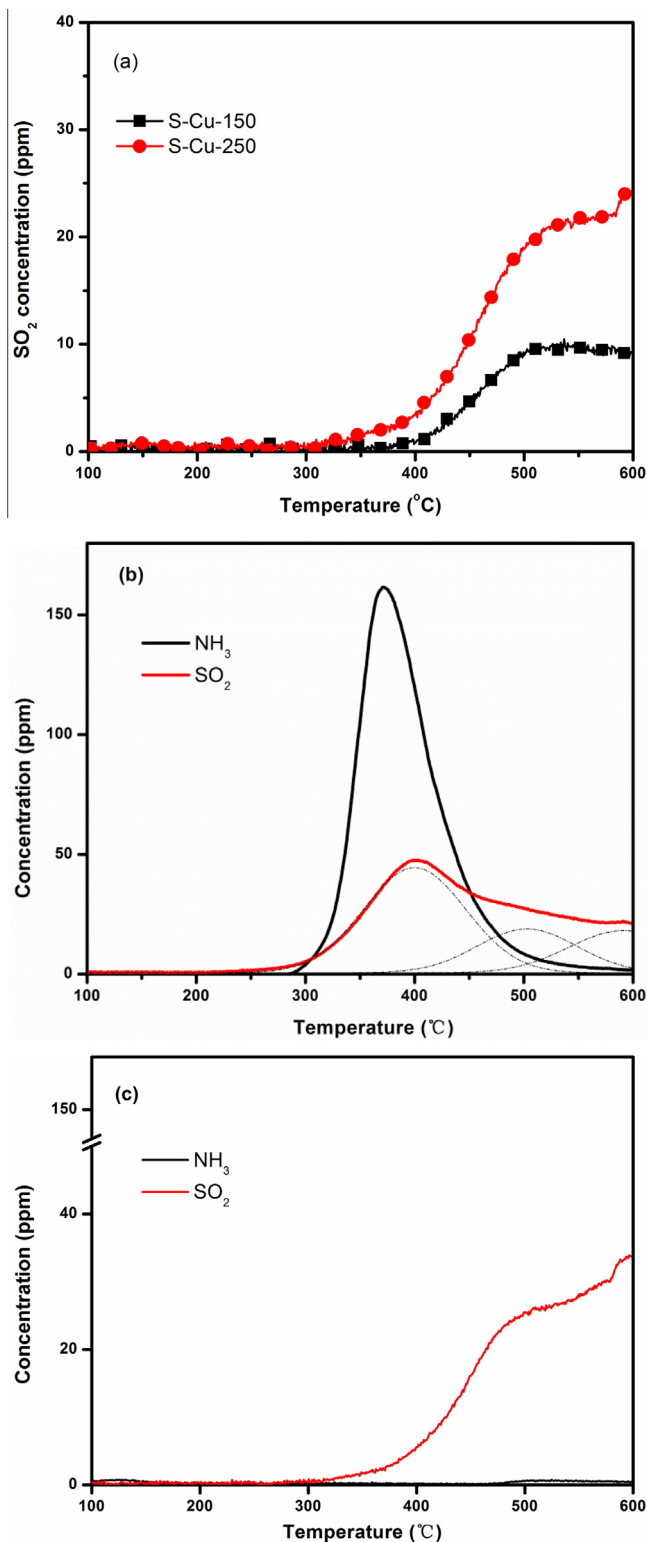 (a)
S-Cu-150
S-Cu-250
SO₂ concentration (ppm)
40
30
20
10
0
100 200 300 400 500 600
Temperature (°C)
(b)
NH₃
SO₂
Concentration (ppm)
150
100
50
0
100 200 300 400 500 600
Temperature (℃)
(c)
NH₃
SO₂
Concentration (ppm)
150
40
20
0
100 200 300 400 500 600
Temperature (℃)